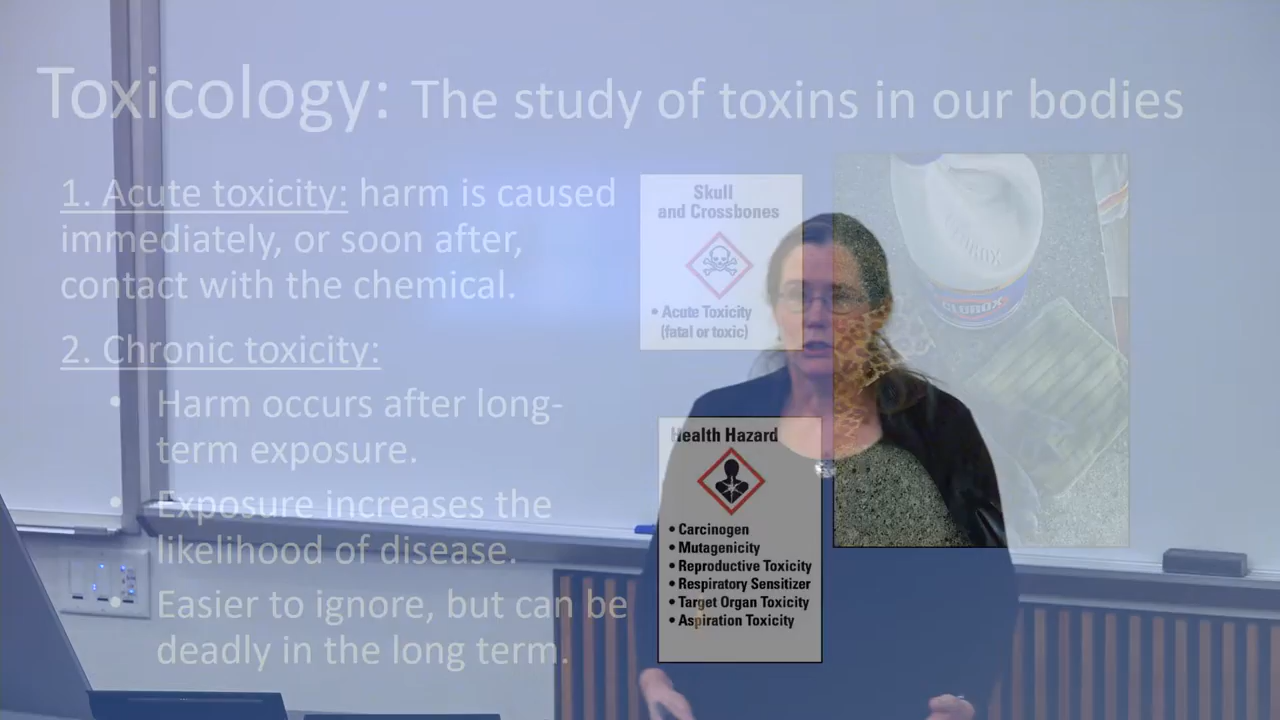 Toxicology: The study of toxins in our bodies
1. Acute toxicity: harm is caused
immediately, or soon after,
contact with the chemical.
2. Chronic toxicity:
• Harm occurs after long-
term exposure.
• Exposure increases the
likelihood of disease.
• Easier to ignore, but can be
deadly in the long term.
Skull
and Crossbones
• Acute Toxicity
(fatal or toxic)
Health Hazard
• Carcinogen
• Mutagenicity
• Reproductive Toxicity
• Respiratory Sensitizer
• Target Organ Toxicity
• Aspiration Toxicity
CLOROX